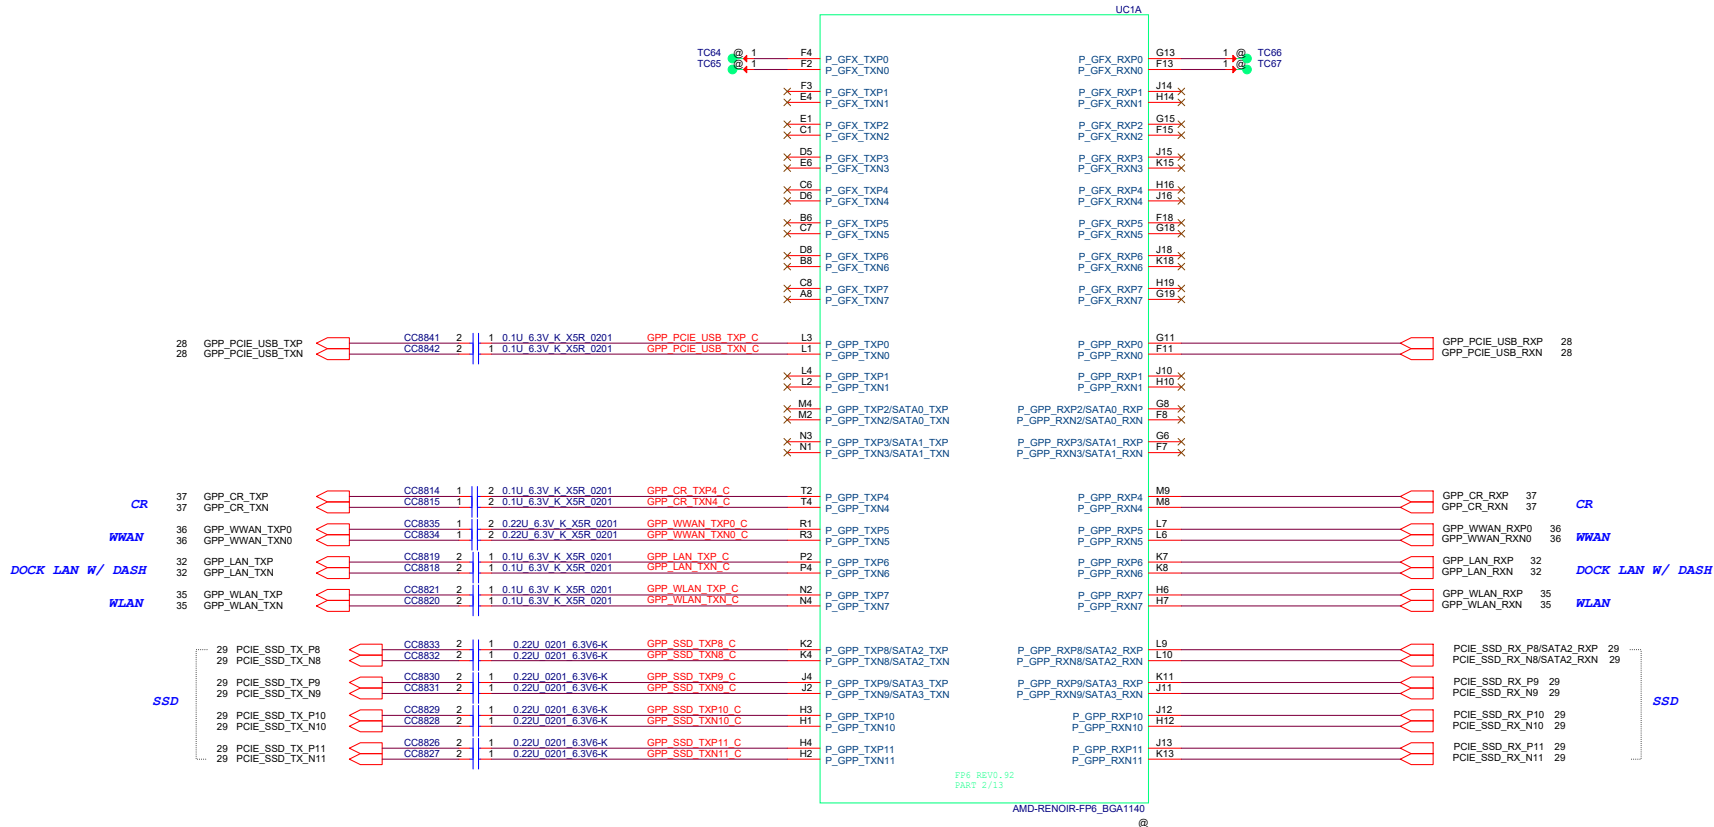 UC1A
TC64 @ 1 F4 P_GFX_TXP0 P_GFX_RXP0 G13 1 @ TC66
TC65 @ 1 F2 P_GFX_TXN0 P_GFX_RXN0 F13 1 @ TC67
F3 P_GFX_TXP1 P_GFX_RXP1 J14
E4 P_GFX_TXN1 P_GFX_RXN1 H14
E1 P_GFX_TXP2 P_GFX_RXP2 G15
C1 P_GFX_TXN2 P_GFX_RXN2 F15
D5 P_GFX_TXP3 P_GFX_RXP3 J15
E6 P_GFX_TXN3 P_GFX_RXN3 K15
C6 P_GFX_TXP4 P_GFX_RXP4 H16
D6 P_GFX_TXN4 P_GFX_RXN4 J16
B6 P_GFX_TXP5 P_GFX_RXP5 F18
C7 P_GFX_TXN5 P_GFX_RXN5 G18
D8 P_GFX_TXP6 P_GFX_RXP6 J18
B8 P_GFX_TXN6 P_GFX_RXN6 K18
C8 P_GFX_TXP7 P_GFX_RXP7 H19
A8 P_GFX_TXN7 P_GFX_RXN7 G19
28 GPP_PCIE_USB_TXP CC8841 2 1 0.1U_6.3V_K_X5R_0201 GPP_PCIE_USB_TXP_C L3 P_GPP_TXP0 P_GPP_RXP0 G11 GPP_PCIE_USB_RXP 28
28 GPP_PCIE_USB_TXN CC8842 2 1 0.1U_6.3V_K_X5R_0201 GPP_PCIE_USB_TXN_C L1 P_GPP_TXN0 P_GPP_RXN0 F11 GPP_PCIE_USB_RXN 28
L4 P_GPP_TXP1 P_GPP_RXP1 J10
L2 P_GPP_TXN1 P_GPP_RXN1 H10
M4 P_GPP_TXP2/SATA0_TXP P_GPP_RXP2/SATA0_RXP G8
M2 P_GPP_TXN2/SATA0_TXN P_GPP_RXN2/SATA0_RXN F8
N3 P_GPP_TXP3/SATA1_TXP P_GPP_RXP3/SATA1_RXP G6
N1 P_GPP_TXN3/SATA1_TXN P_GPP_RXN3/SATA1_RXN F7
37 GPP_CR_TXP CC8814 1 2 0.1U_6.3V_K_X5R_0201 GPP_CR_TXP4_C T2 P_GPP_TXP4 P_GPP_RXP4 M9 GPP_CR_RXP 37
CR 37 GPP_CR_TXN CC8815 1 2 0.1U_6.3V_K_X5R_0201 GPP_CR_TXN4_C T4 P_GPP_TXN4 P_GPP_RXN4 M8 GPP_CR_RXN 37 CR
36 GPP_WWAN_TXP0 CC8835 1 2 0.22U_6.3V_K_X5R_0201 GPP_WWAN_TXP0_C R1 P_GPP_TXP5 P_GPP_RXP5 L7 GPP_WWAN_RXP0 36
WWAN 36 GPP_WWAN_TXN0 CC8834 1 2 0.22U_6.3V_K_X5R_0201 GPP_WWAN_TXN0_C R3 P_GPP_TXN5 P_GPP_RXN5 L6 GPP_WWAN_RXN0 36 WWAN
32 GPP_LAN_TXP CC8819 2 1 0.1U_6.3V_K_X5R_0201 GPP_LAN_TXP_C P2 P_GPP_TXP6 P_GPP_RXP6 K7 GPP_LAN_RXP 32
DOCK LAN W/ DASH 32 GPP_LAN_TXN CC8818 2 1 0.1U_6.3V_K_X5R_0201 GPP_LAN_TXN_C P4 P_GPP_TXN6 P_GPP_RXN6 K8 GPP_LAN_RXN 32 DOCK LAN W/ DASH
35 GPP_WLAN_TXP CC8821 2 1 0.1U_6.3V_K_X5R_0201 GPP_WLAN_TXP_C N2 P_GPP_TXP7 P_GPP_RXP7 H6 GPP_WLAN_RXP 35
WLAN 35 GPP_WLAN_TXN CC8820 2 1 0.1U_6.3V_K_X5R_0201 GPP_WLAN_TXN_C N4 P_GPP_TXN7 P_GPP_RXN7 H7 GPP_WLAN_RXN 35 WLAN
29 PCIE_SSD_TX_P8 CC8833 2 1 0.22U_0201_6.3V6-K GPP_SSD_TXP8_C K2 P_GPP_TXP8/SATA2_TXP P_GPP_RXP8/SATA2_RXP L9 PCIE_SSD_RX_P8/SATA2_RXP 29
29 PCIE_SSD_TX_N8 CC8832 2 1 0.22U_0201_6.3V6-K GPP_SSD_TXN8_C K4 P_GPP_TXN8/SATA2_TXN P_GPP_RXN8/SATA2_RXN L10 PCIE_SSD_RX_N8/SATA2_RXN 29
29 PCIE_SSD_TX_P9 CC8830 2 1 0.22U_0201_6.3V6-K GPP_SSD_TXP9_C J4 P_GPP_TXP9/SATA3_TXP P_GPP_RXP9/SATA3_RXP K11 PCIE_SSD_RX_P9 29
29 PCIE_SSD_TX_N9 CC8831 2 1 0.22U_0201_6.3V6-K GPP_SSD_TXN9_C J2 P_GPP_TXN9/SATA3_TXN P_GPP_RXN9/SATA3_RXN J11 PCIE_SSD_RX_N9 29
SSD SSD
29 PCIE_SSD_TX_P10 CC8829 2 1 0.22U_0201_6.3V6-K GPP_SSD_TXP10_C H3 P_GPP_TXP10 P_GPP_RXP10 J12 PCIE_SSD_RX_P10 29
29 PCIE_SSD_TX_N10 CC8828 2 1 0.22U_0201_6.3V6-K GPP_SSD_TXN10_C H1 P_GPP_TXN10 P_GPP_RXN10 H12 PCIE_SSD_RX_N10 29
29 PCIE_SSD_TX_P11 CC8826 2 1 0.22U_0201_6.3V6-K GPP_SSD_TXP11_C H4 P_GPP_TXP11 P_GPP_RXP11 J13 PCIE_SSD_RX_P11 29
29 PCIE_SSD_TX_N11 CC8827 2 1 0.22U_0201_6.3V6-K GPP_SSD_TXN11_C H2 P_GPP_TXN11 P_GPP_RXN11 K13 PCIE_SSD_RX_N11 29
FP6 REV0.92
PART 2/13
AMD-RENOIR-FP6_BGA1140
@